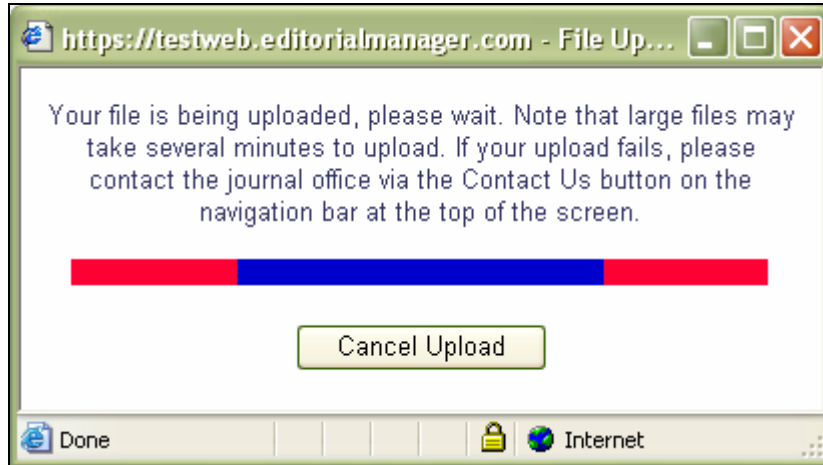 https://testweb.editorialmanager.com - File Up...
Your file is being uploaded, please wait. Note that large files may
take several minutes to upload. If your upload fails, please
contact the journal office via the Contact Us button on the
navigation bar at the top of the screen.
Cancel Upload
Done Internet